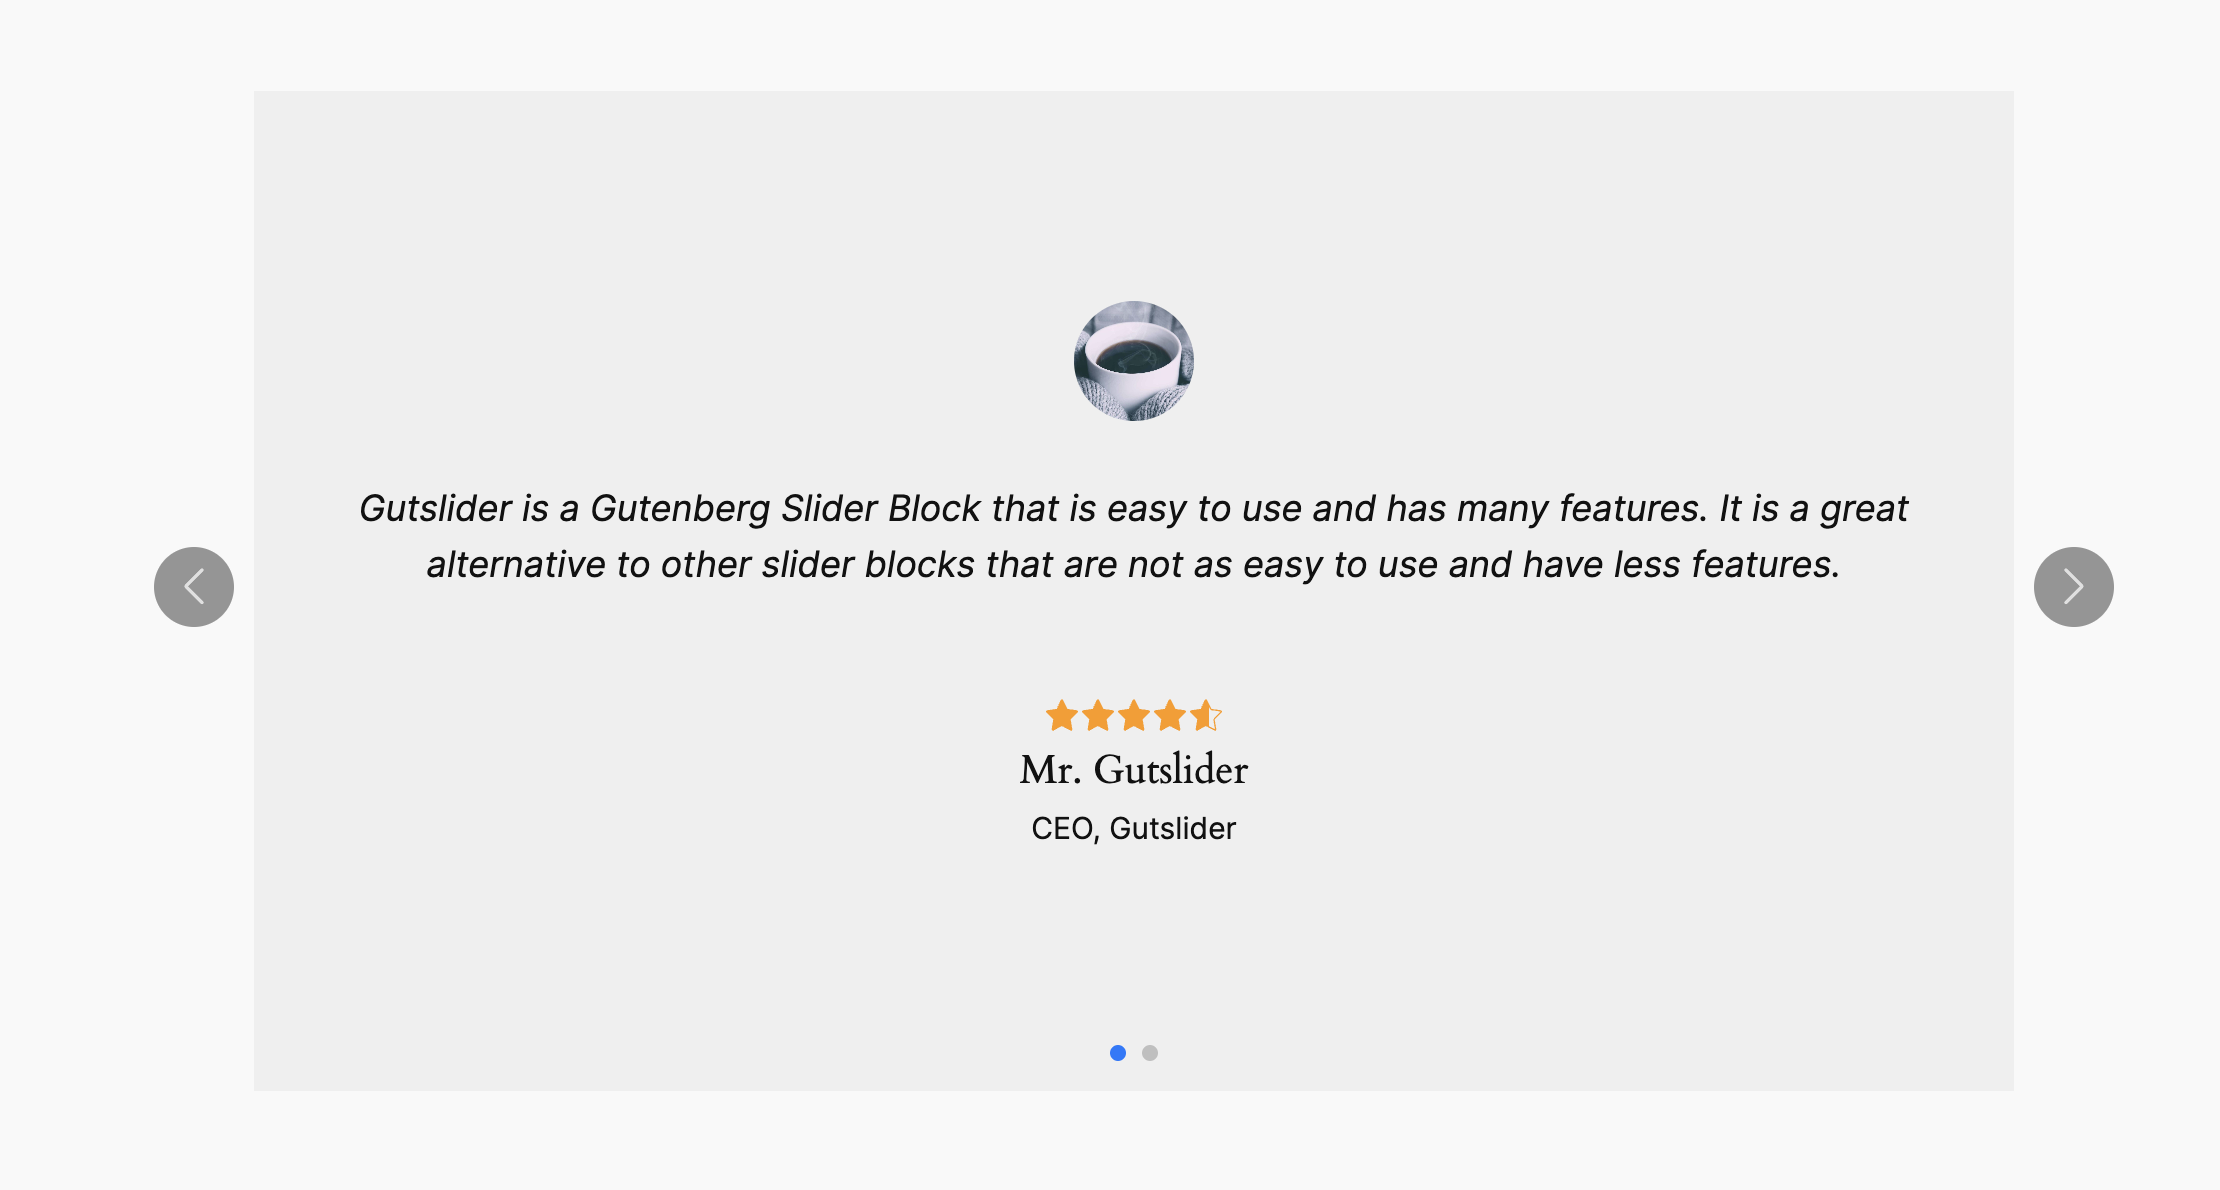 Gutslider is a Gutenberg Slider Block that is easy to use and has many features. It is a great
alternative to other slider blocks that are not as easy to use and have less features.
Mr. Gutslider
CEO, Gutslider